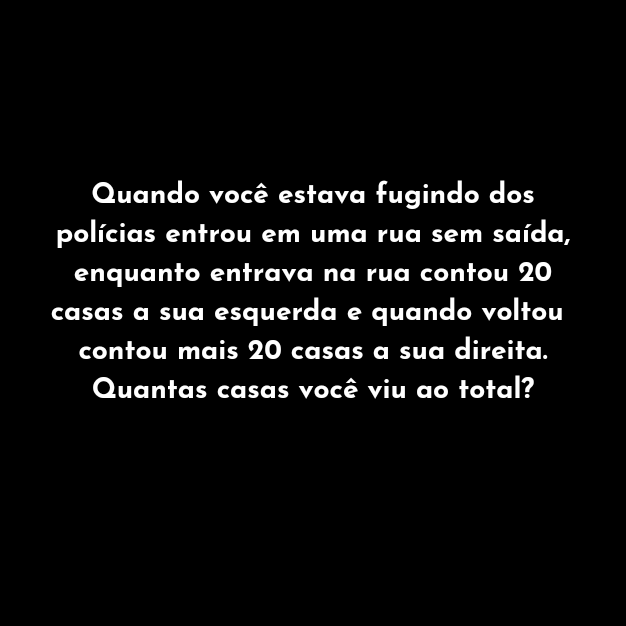 Quando você estava fugindo dos
polícias entrou em uma rua sem saída,
enquanto entrava na rua contou 20
casas a sua esquerda e quando voltou
contou mais 20 casas a sua direita.
Quantas casas você viu ao total?